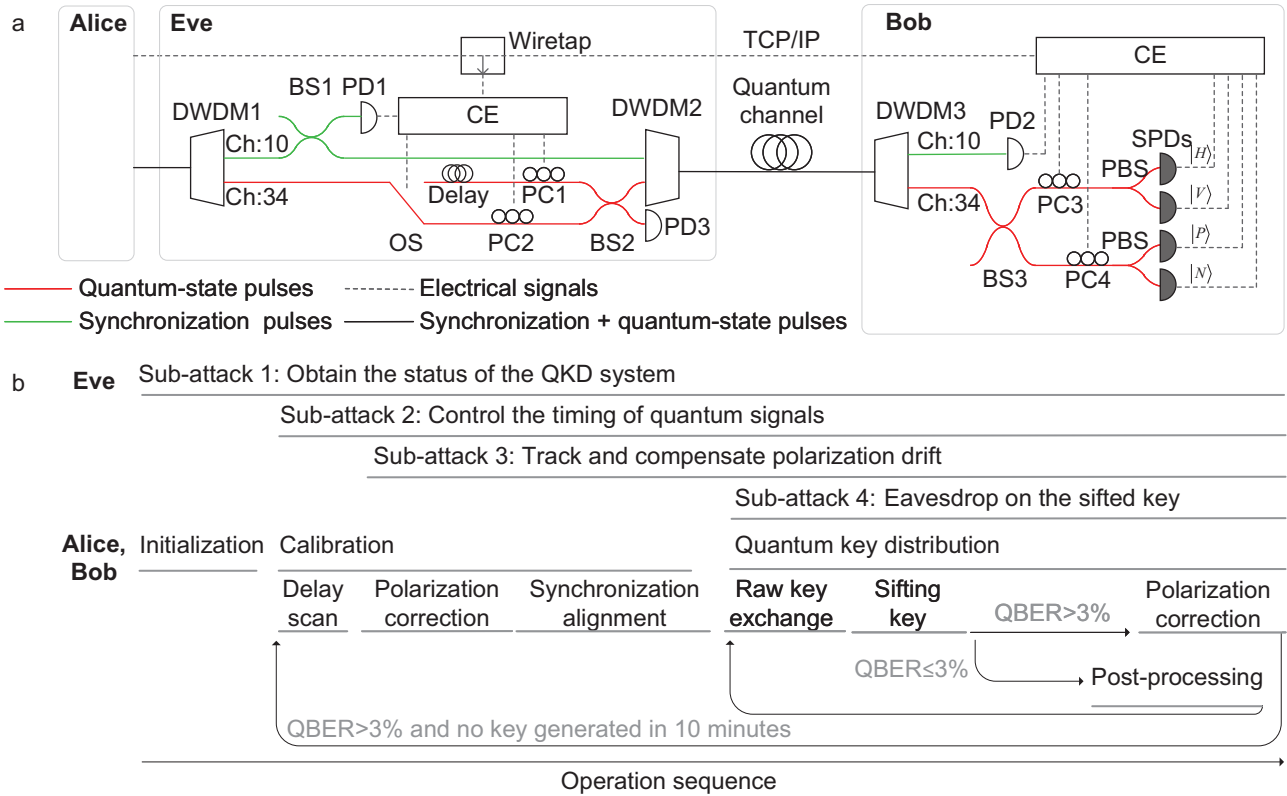 a
Alice
Eve
Bob
Wiretap
TCP/IP
CE
BS1 PD1
DWDM1
CE
DWDM2
Quantum
channel
DWDM3
PD2
SPDs
Ch:10
Ch:10
|H⟩
PBS
Delay
PC1
Ch:34
Ch:34
PC3
|V⟩
OS
PC2
BS2
PD3
PBS
|P⟩
BS3
PC4
|N⟩
Quantum-state pulses
Electrical signals
Synchronization pulses
Synchronization + quantum-state pulses
b
Eve
Sub-attack 1: Obtain the status of the QKD system
Sub-attack 2: Control the timing of quantum signals
Sub-attack 3: Track and compensate polarization drift
Sub-attack 4: Eavesdrop on the sifted key
Alice,
Bob
Initialization
Calibration
Quantum key distribution
Delay
scan
Polarization
correction
Synchronization
alignment
Raw key
exchange
Sifting
key
QBER>3%
Polarization
correction
QBER≤3%
Post-processing
QBER>3% and no key generated in 10 minutes
Operation sequence